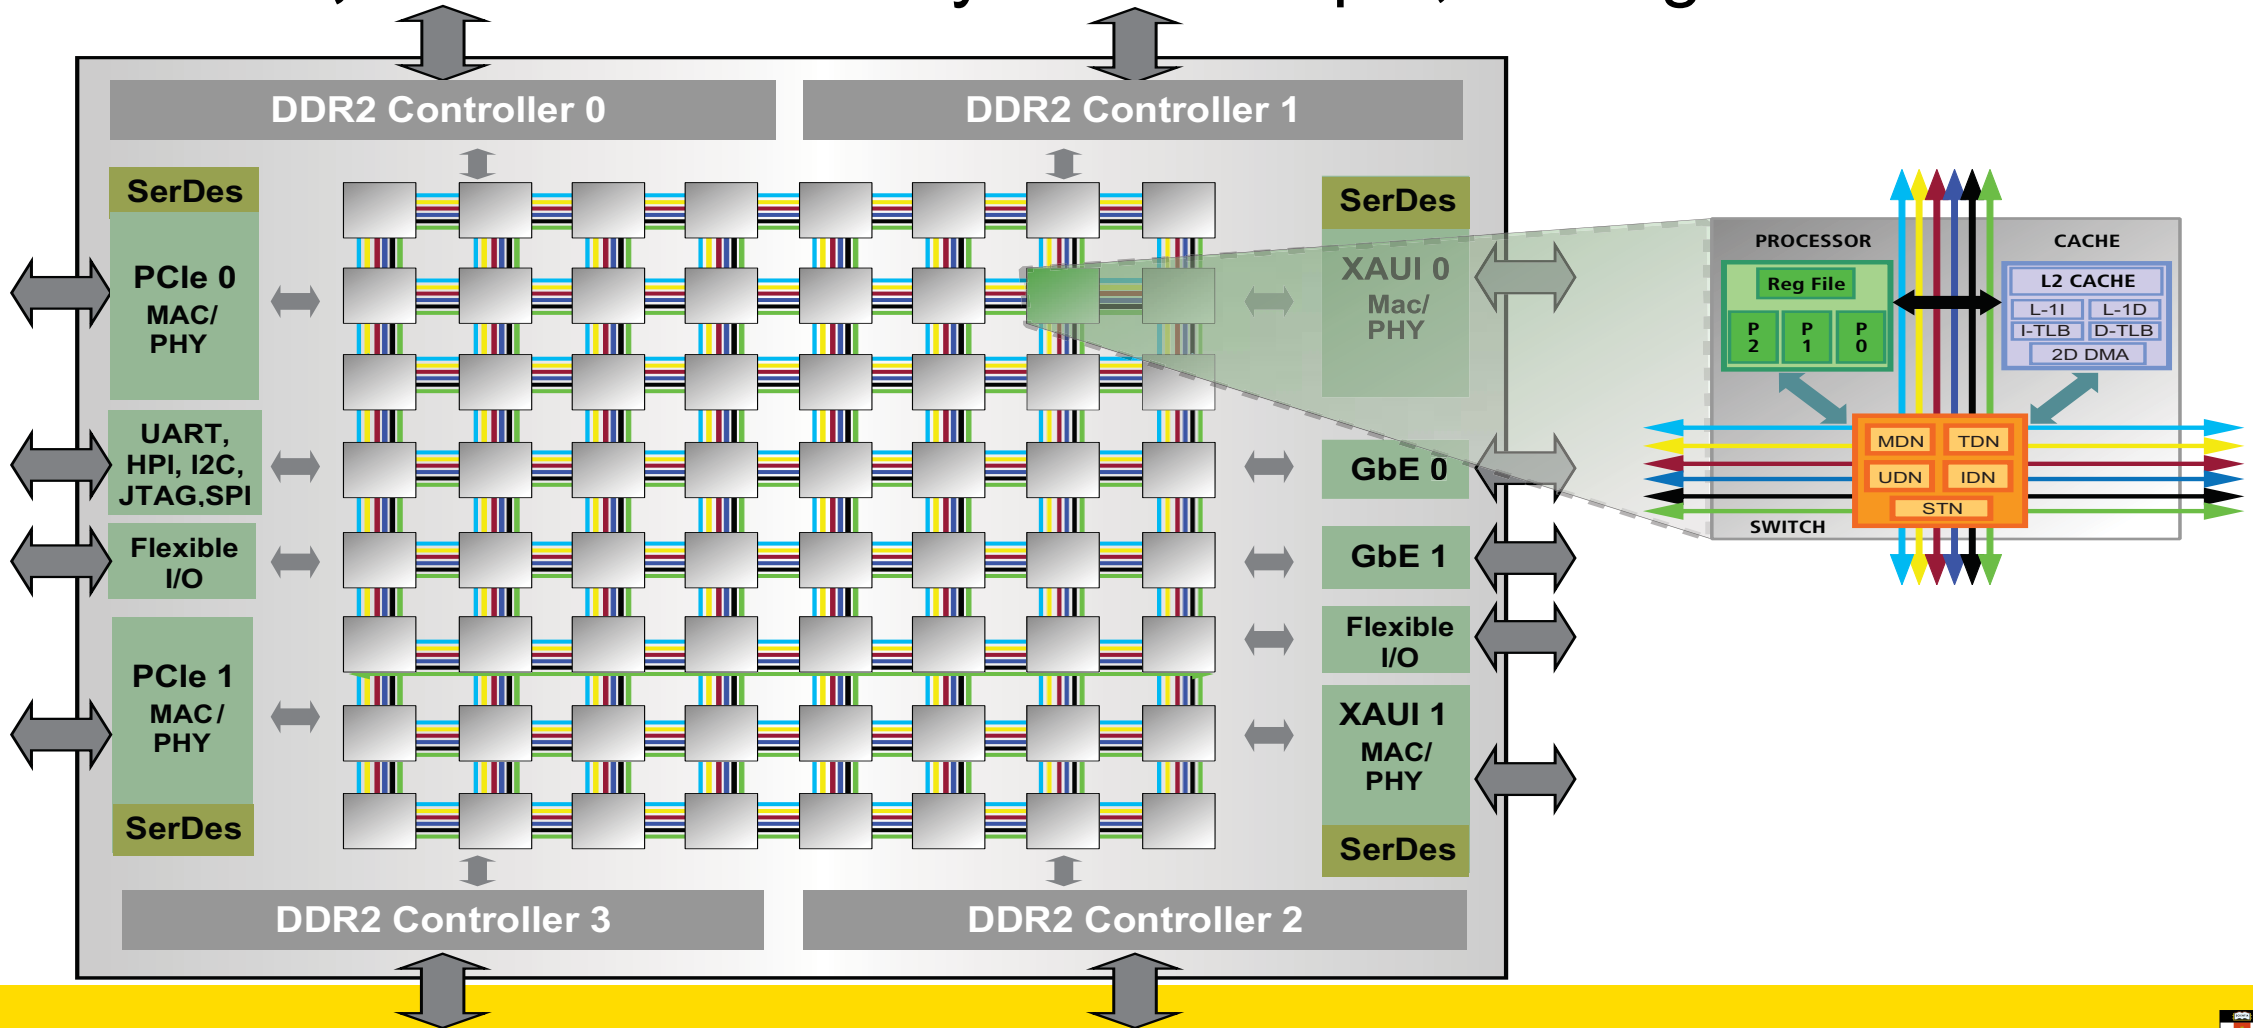 DDR2 Controller 0
DDR2 Controller 1
SerDes
PCIe 0
MAC/
PHY
UART,
HPI, I2C,
JTAG,SPI
Flexible
I/O
PCIe 1
MAC/
PHY
SerDes
SerDes
XAUI 0
Mac/
PHY
GbE 0
GbE 1
Flexible
I/O
XAUI 1
MAC/
PHY
SerDes
DDR2 Controller 3
DDR2 Controller 2
PROCESSOR
CACHE
Reg File
P
2
P
1
P
0
L2 CACHE
L-1I
L-1D
I-TLB
D-TLB
2D DMA
MDN
TDN
UDN
IDN
STN
SWITCH